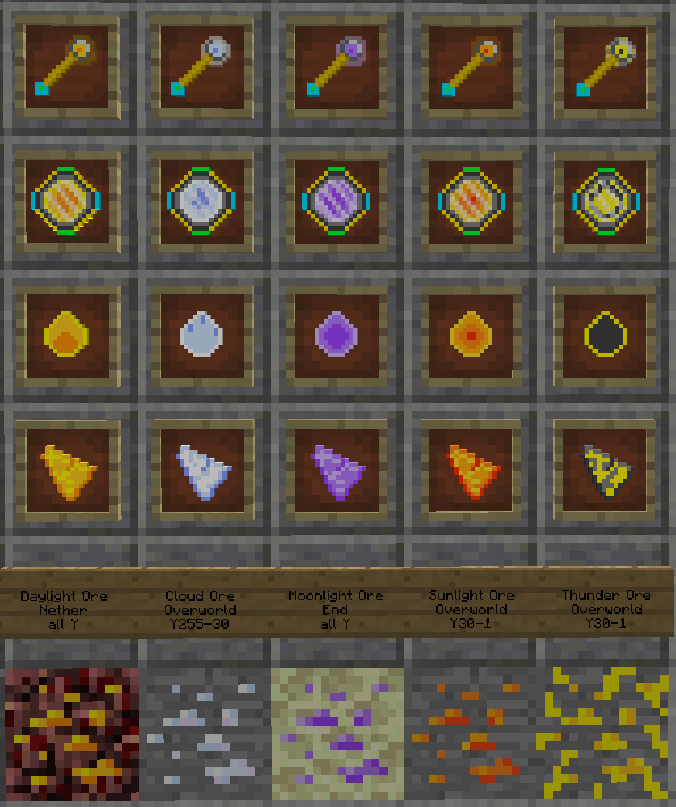 Daylight Ore
Nether
all Y
Cloud Ore
Overworld
Y255-30
Moonlight Ore
End
all Y
Sunlight Ore
Overworld
Y30-1
Thunder Ore
Overworld
Y30-1